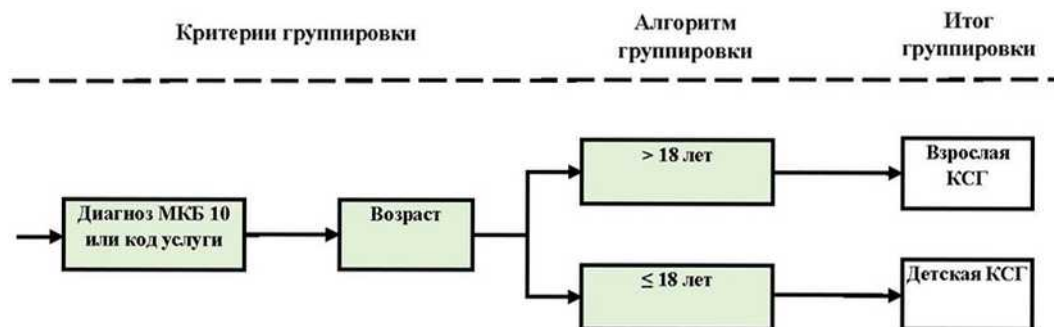 Критерии группировки
Алгоритм
группировки
Итог
группировки
> 18 лет
Взрослая
КСГ
Диагноз МКБ 10
или код услуги
Возраст
≤ 18 лет
Детская КСГ